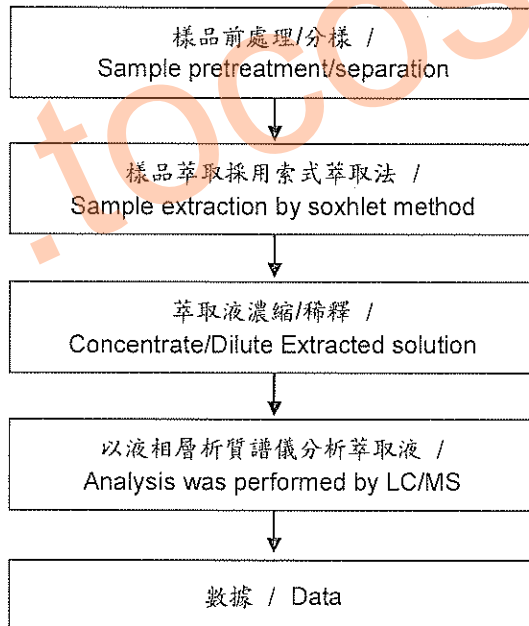 樣品前處理/分樣 /
Sample pretreatment/separation
樣品萃取採用索式萃取法 /
Sample extraction by soxhlet method
萃取液濃縮/稀釋 /
Concentrate/Dilute Extracted solution
以液相層析質譜儀分析萃取液 /
Analysis was performed by LC/MS
數據 / Data
.tocos